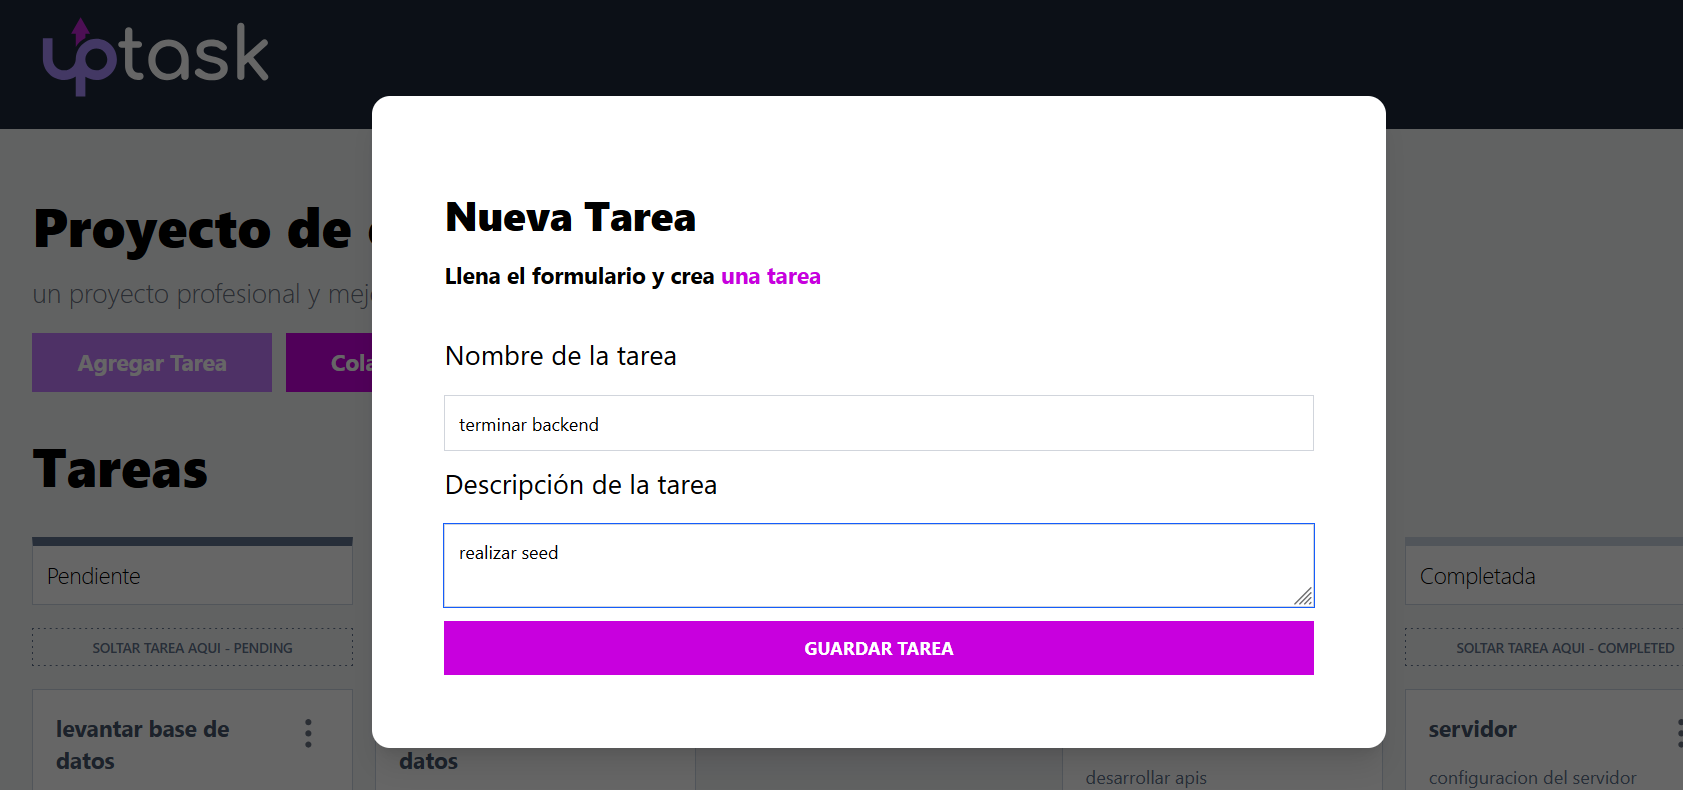 uptask
Proyecto de
un proyecto profesional y mej
Agregar Tarea
Cola
Tareas
Pendiente
SOLTAR TAREA AQUI - PENDING
levantar base de
datos
datos
desarrollar apis
Completada
SOLTAR TAREA AQUI - COMPLETED
servidor
configuracion del servidor
Nueva Tarea
Llena el formulario y crea una tarea
Nombre de la tarea
terminar backend
Descripción de la tarea
realizar seed
GUARDAR TAREA